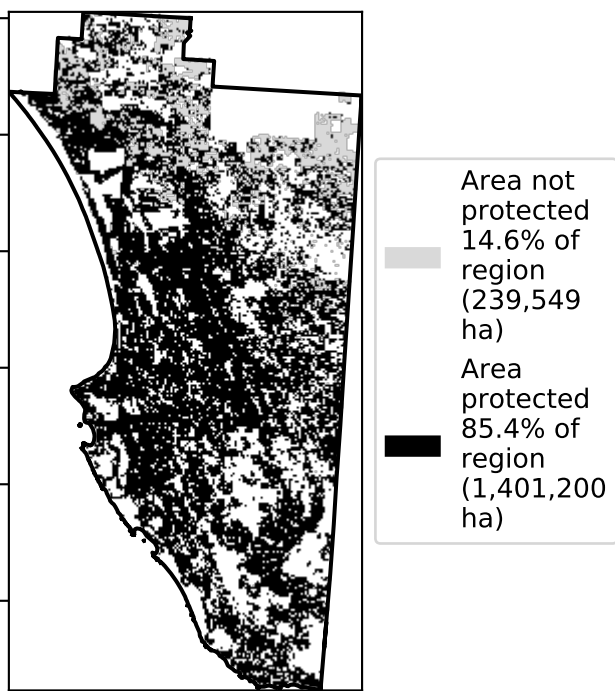 Area not
protected
14.6% of
region
(239,549
ha)
Area
protected
85.4% of
region
(1,401,200
ha)